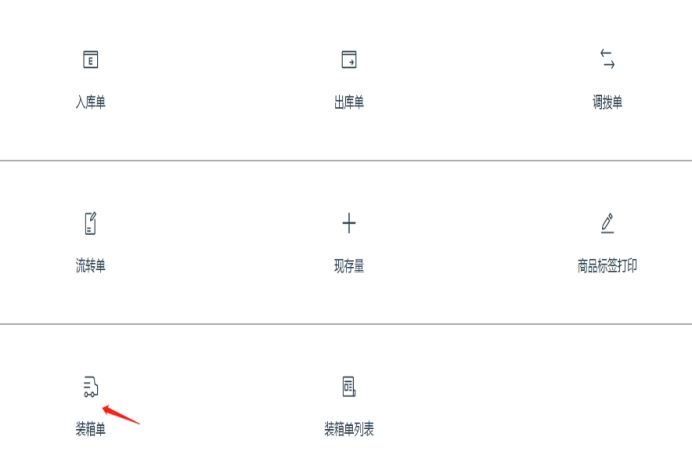 入库单
出库单
调拨单
流转单
现存量
商品标签打印
装箱单
装箱单列表